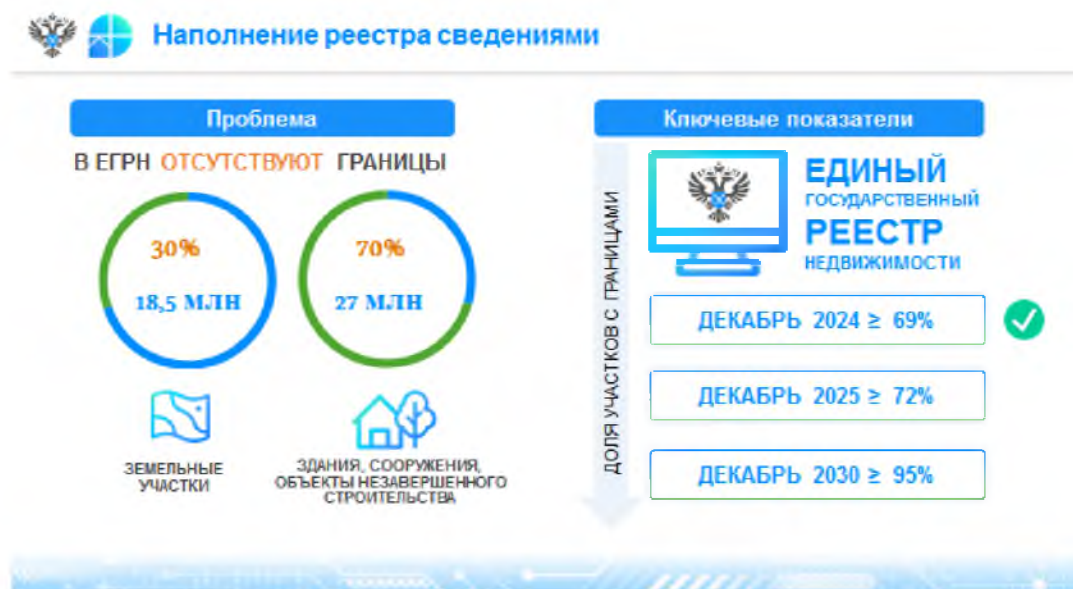 Наполнение реестра сведениями
Проблема
В ЕГРН ОТСУТСТВУЮТ ГРАНИЦЫ
30%
18,5 МЛН
70%
27 МЛН
ЗЕМЕЛЬНЫЕ
УЧАСТКИ
ЗДАНИЯ, СООРУЖЕНИЯ,
ОБЪЕКТЫ НЕЗАВЕРШЕННОГО
СТРОИТЕЛЬСТВА
Ключевые показатели
ДОЛЯ УЧАСТКОВ С ГРАНИЦАМИ
ЕДИНЫЙ
ГОСУДАРСТВЕННЫЙ
РЕЕСТР
НЕДВИЖИМОСТИ
ДЕКАБРЬ 2024 ≥ 69%
ДЕКАБРЬ 2025 ≥ 72%
ДЕКАБРЬ 2030 ≥ 95%